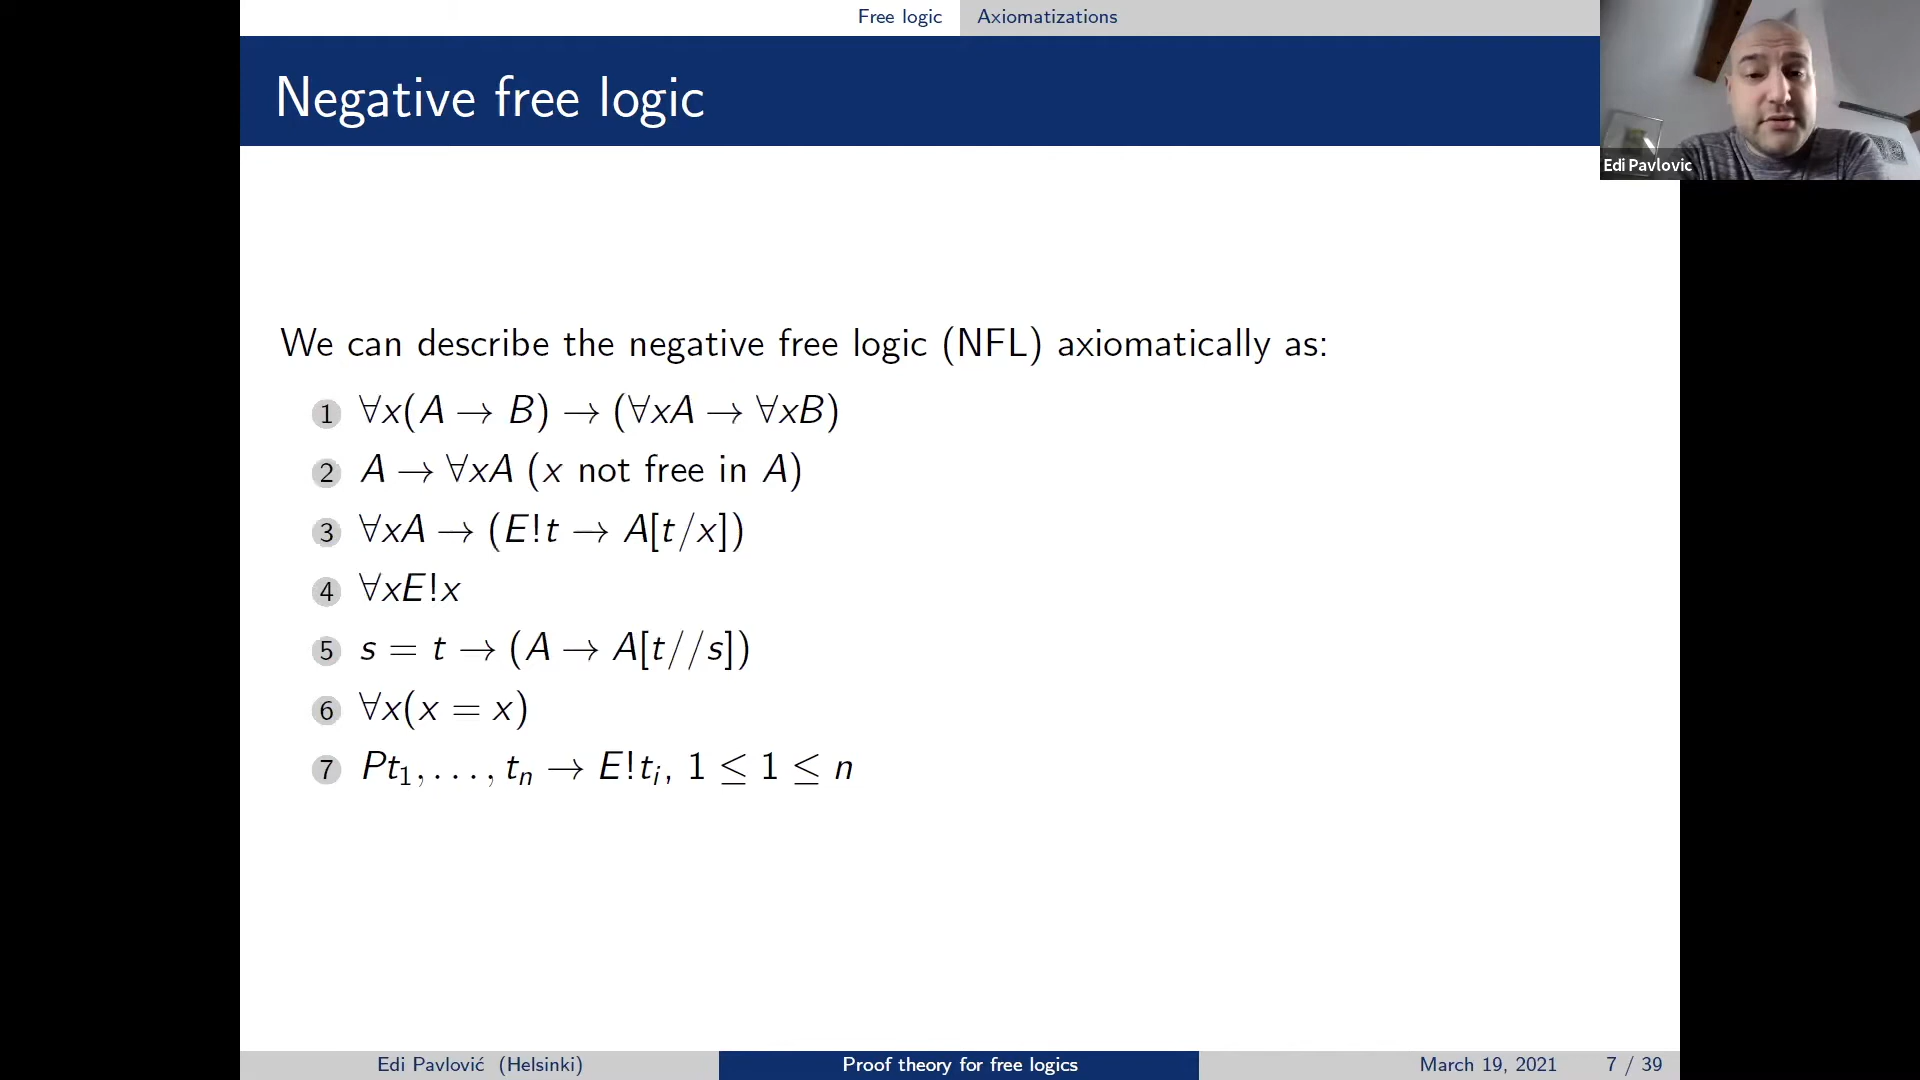 Free logic Axiomatizations
Negative free logic
Edi Pavlovic
We can describe the negative free logic (NFL) axiomatically as:
1 ∀x(A → B) → (∀xA → ∀xB)
2 A → ∀xA (x not free in A)
3 ∀xA → (E!t → A[t/x])
4 ∀xE!x
5 s = t → (A → A[t//s])
6 ∀x(x = x)
7 Pt₁, . . . , tₙ → E!tᵢ, 1 ≤ 1 ≤ n
Edi Pavlović (Helsinki) Proof theory for free logics March 19, 2021 7 / 39